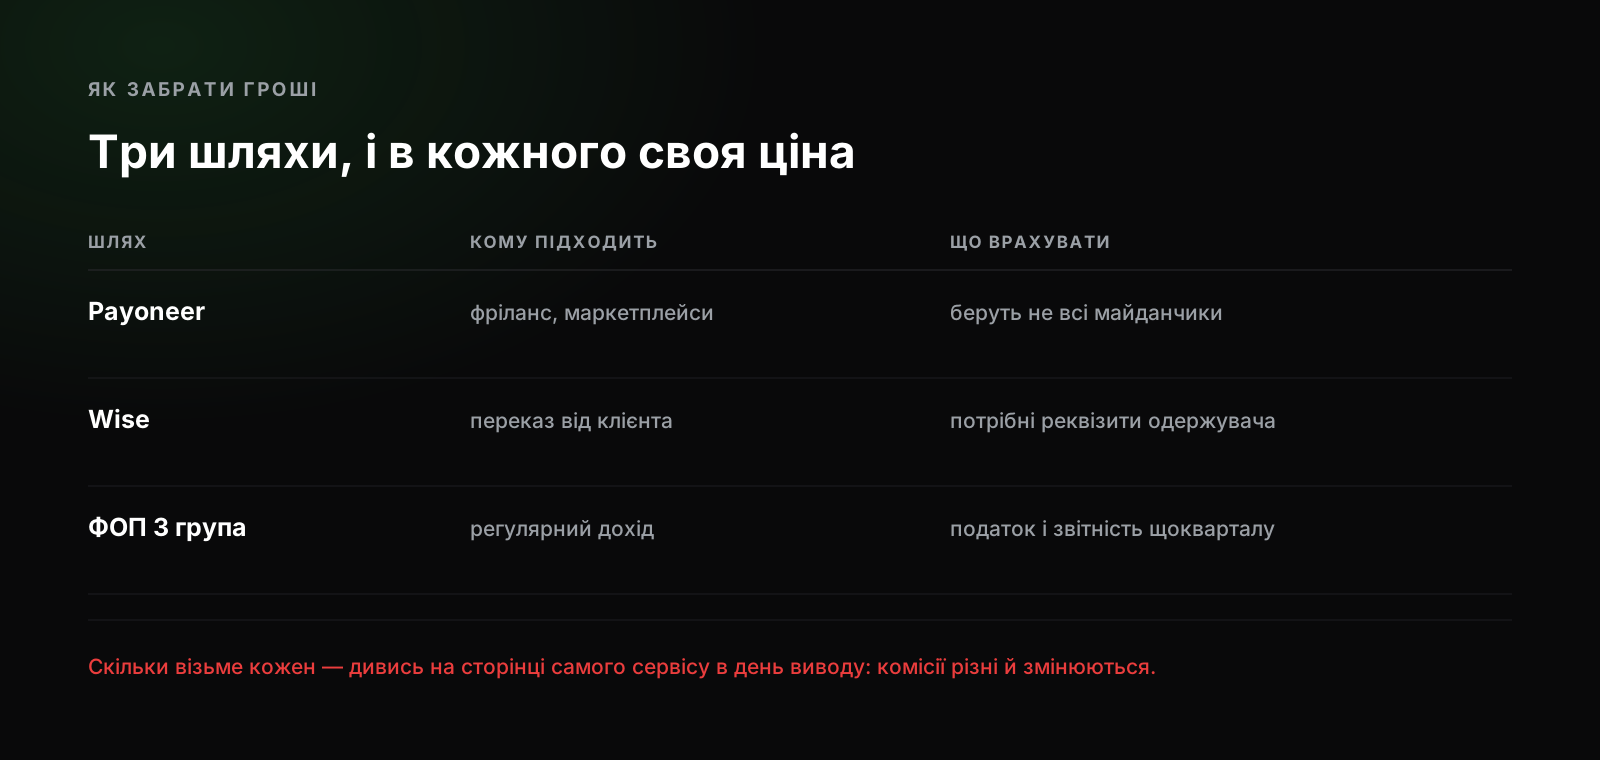 ЯК ЗАБРАТИ ГРОШІ
Три шляхи, і в кожного своя ціна
ШЛЯХ КОМУ ПІДХОДИТЬ ЩО ВРАХУВАТИ
Payoneer фріланс, маркетплейси беруть не всі майданчики
Wise переказ від клієнта потрібні реквізити одержувача
ФОП 3 група регулярний дохід податок і звітність щокварталу
Скільки візьме кожен — дивись на сторінці самого сервісу в день виводу: комісії різні й змінюються.